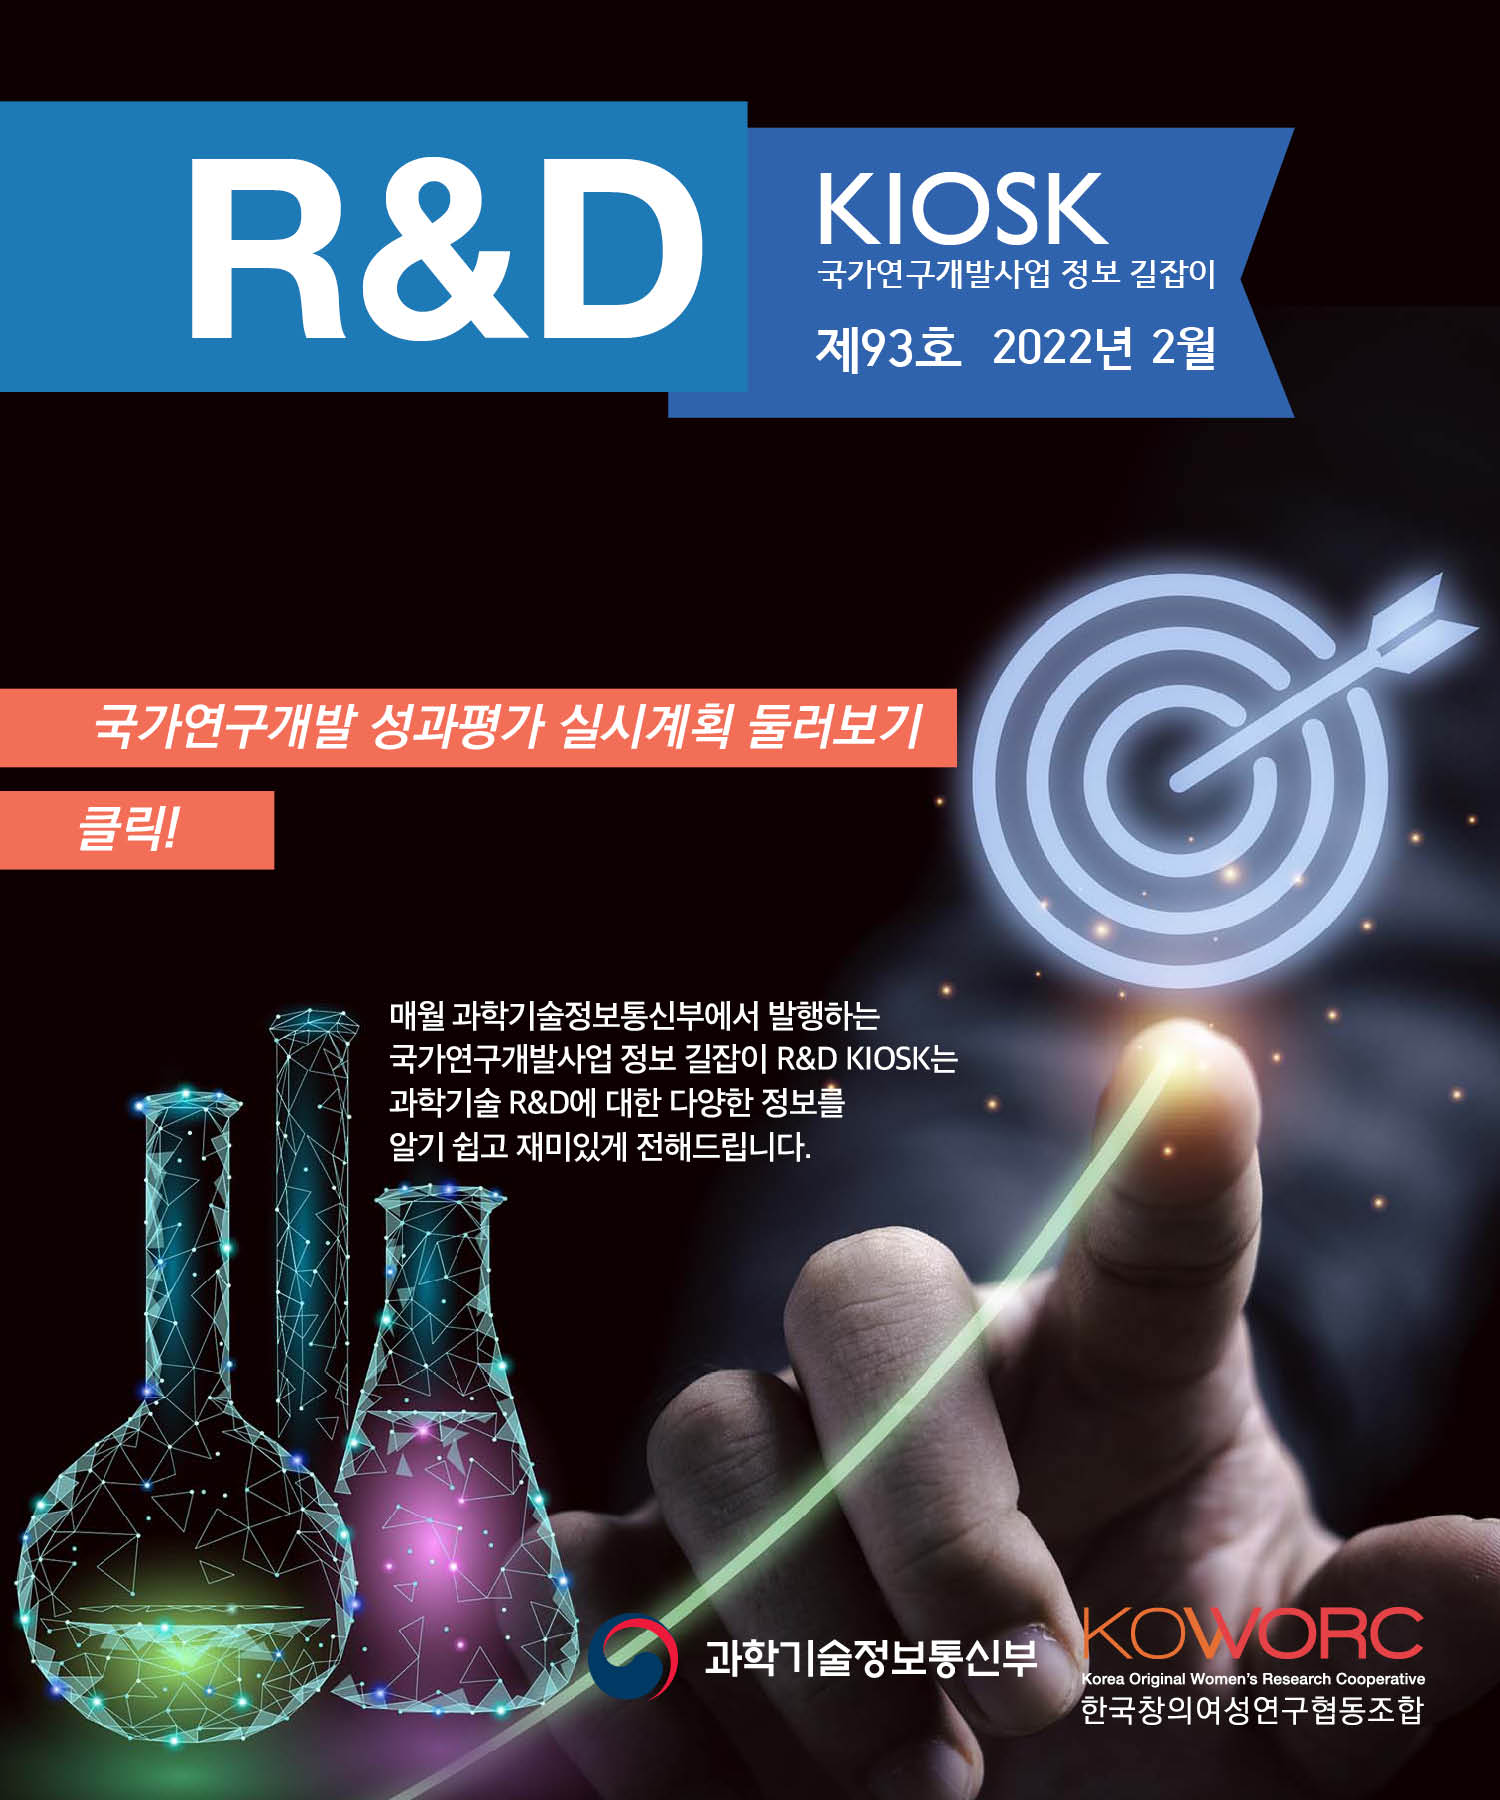 R&D
KIOSK
국가연구개발사업 정보 길잡이
제93호 2022년 2월
국가연구개발 성과평가 실시계획 둘러보기
클릭!
매월 과학기술정보통신부에서 발행하는
국가연구개발사업 정보 길잡이 R&D KIOSK는
과학기술 R&D에 대한 다양한 정보를
알기 쉽고 재미있게 전해드립니다.
과학기술정보통신부
KOWORC
Korea Original Women's Research Cooperative
한국창의여성연구협동조합